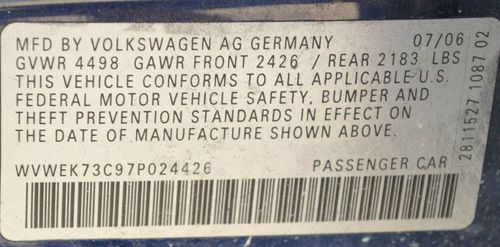 MFD BY VOLKSWAGEN AG GERMANY 07/06
GVWR 4498 GAWR FRONT 2426 / REAR 2183 LBS
THIS VEHICLE CONFORMS TO ALL APPLICABLE U.S.
FEDERAL MOTOR VEHICLE SAFETY, BUMPER AND
THEFT PREVENTION STANDARDS IN EFFECT ON
THE DATE OF MANUFACTURE SHOWN ABOVE.
WVWEK73C97P024426 PASSENGER CAR
2811527 1087 02